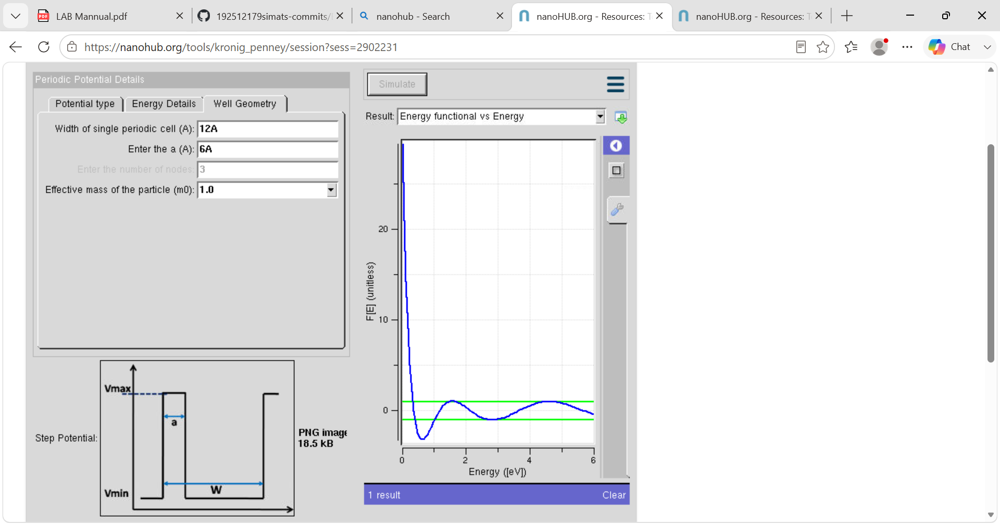 LAB Mannual.pdf
192512179simats-commits/
nanohub - Search
nanoHUB.org - Resources: T
nanoHUB.org - Resources: T
https://nanohub.org/tools/kronig_penney/session?sess=2902231
Chat
Periodic Potential Details
Potential type
Energy Details
Well Geometry
Width of single periodic cell (A): 12A
Enter the a (A): 6A
Enter the number of nodes: 3
Effective mass of the particle (m0): 1.0
Step Potential:
Vmax
a
W
Vmin
PNG image
18.5 kB
Simulate
Result: Energy functional vs Energy
F[E] (unitless)
20
10
0
0 2 4 6
Energy ([eV])
1 result
Clear